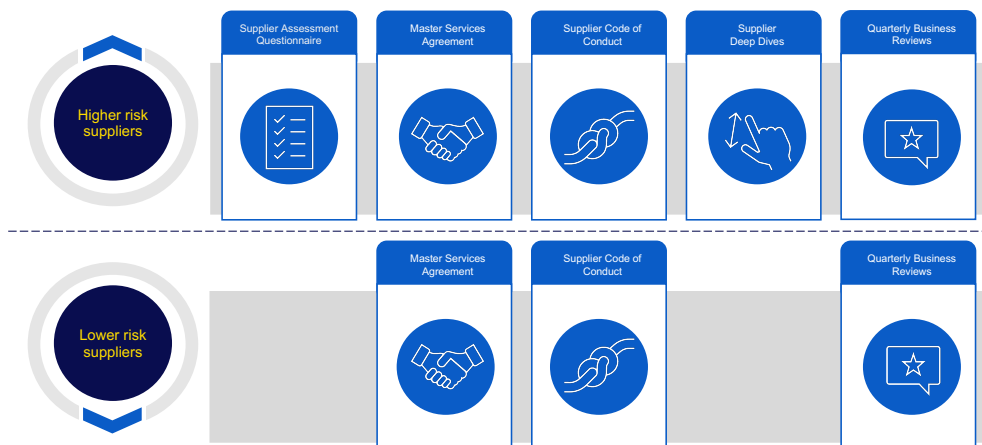 Higher risk
suppliers
Supplier Assessment
Questionnaire
Master Services
Agreement
Supplier Code of
Conduct
Supplier
Deep Dives
Quarterly Business
Reviews
Lower risk
suppliers
Master Services
Agreement
Supplier Code of
Conduct
Quarterly Business
Reviews